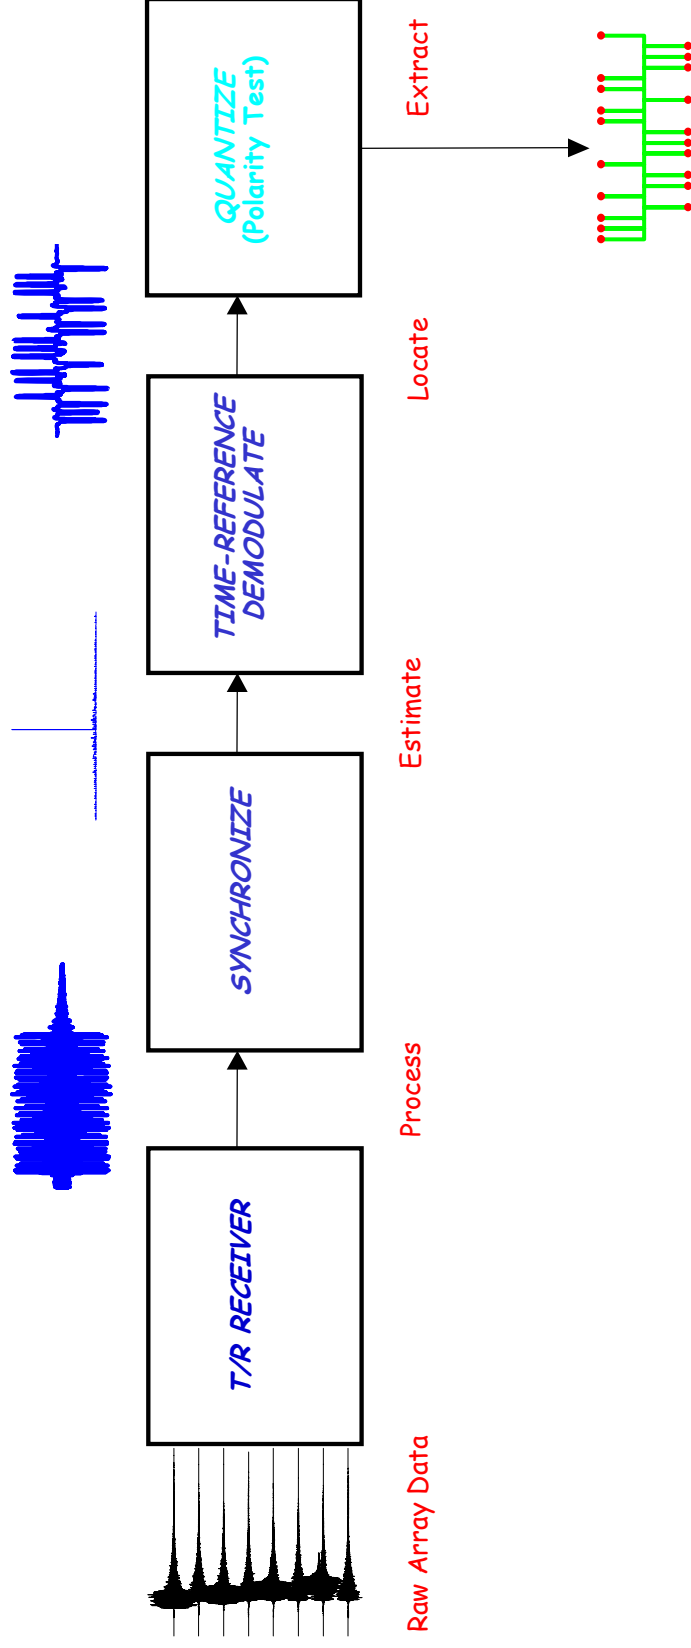 T/R RECEIVER
SYNCHRONIZE
TIME-REFERENCE
DEMODULATE
QUANTIZE
(Polarity Test)
Raw Array Data
Process
Estimate
Locate
Extract